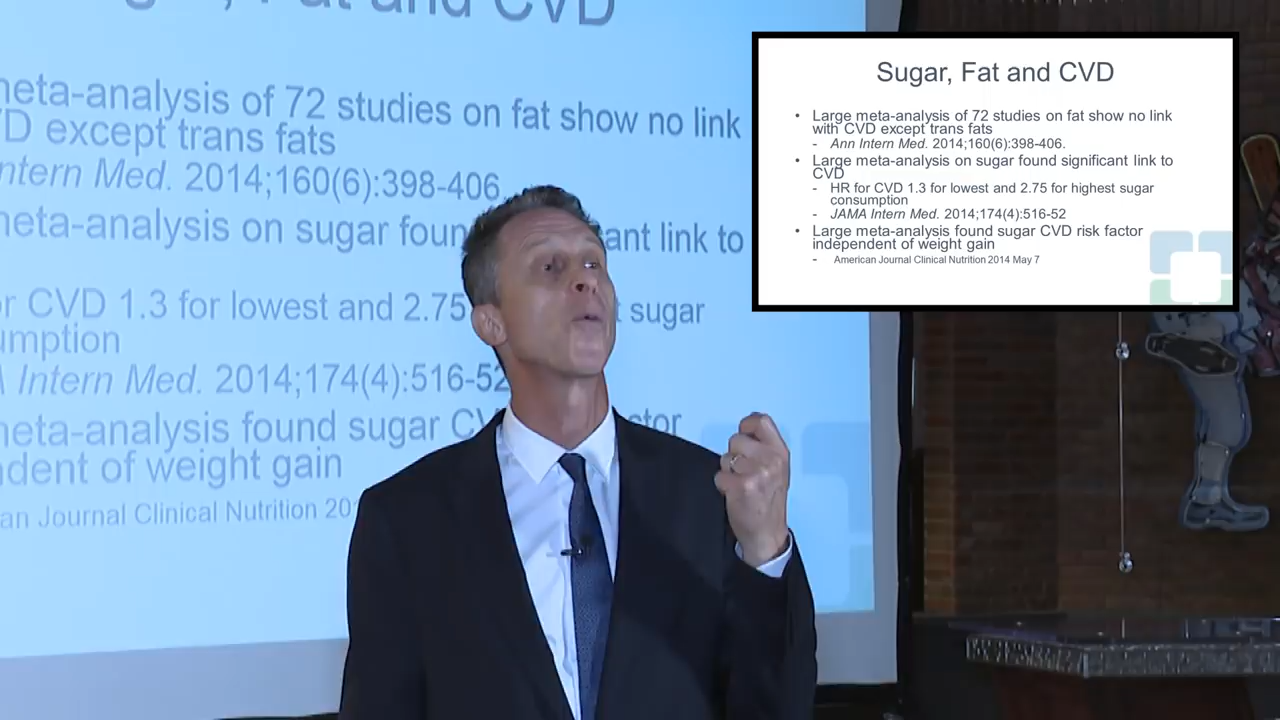 Fat and CVD
meta-analysis of 72 studies on fat show no link
D except trans fats
ntern Med. 2014;160(6):398-406
meta-analysis on sugar foun ant link to
r CVD 1.3 for lowest and 2.75 t sugar
umption
Intern Med. 2014;174(4):516-52
meta-analysis found sugar CV ctor
ndent of weight gain
an Journal Clinical Nutrition 20
Sugar, Fat and CVD
• Large meta-analysis of 72 studies on fat show no link
with CVD except trans fats
- Ann Intern Med. 2014;160(6):398-406.
• Large meta-analysis on sugar found significant link to
CVD
- HR for CVD 1.3 for lowest and 2.75 for highest sugar
consumption
- JAMA Intern Med. 2014;174(4):516-52
• Large meta-analysis found sugar CVD risk factor
independent of weight gain
- American Journal Clinical Nutrition 2014 May 7